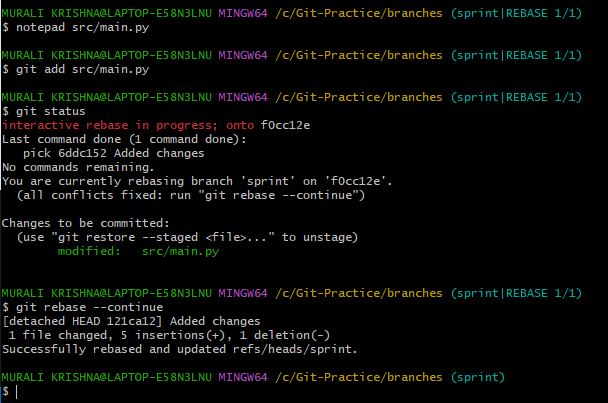 MURALI KRISHNA@LAPTOP-E58N3LNU MINGW64 /c/Git-Practice/branches (sprint|REBASE 1/1)
$ notepad src/main.py
MURALI KRISHNA@LAPTOP-E58N3LNU MINGW64 /c/Git-Practice/branches (sprint|REBASE 1/1)
$ git add src/main.py
MURALI KRISHNA@LAPTOP-E58N3LNU MINGW64 /c/Git-Practice/branches (sprint|REBASE 1/1)
$ git status
interactive rebase in progress; onto f0cc12e
Last command done (1 command done):
   pick 6ddc152 Added changes
No commands remaining.
You are currently rebasing branch 'sprint' on 'f0cc12e'.
  (all conflicts fixed: run "git rebase --continue")
Changes to be committed:
  (use "git restore --staged <file>..." to unstage)
        modified:   src/main.py
MURALI KRISHNA@LAPTOP-E58N3LNU MINGW64 /c/Git-Practice/branches (sprint|REBASE 1/1)
$ git rebase --continue
[detached HEAD 121ca12] Added changes
 1 file changed, 5 insertions(+), 1 deletion(-)
Successfully rebased and updated refs/heads/sprint.
MURALI KRISHNA@LAPTOP-E58N3LNU MINGW64 /c/Git-Practice/branches (sprint)
$